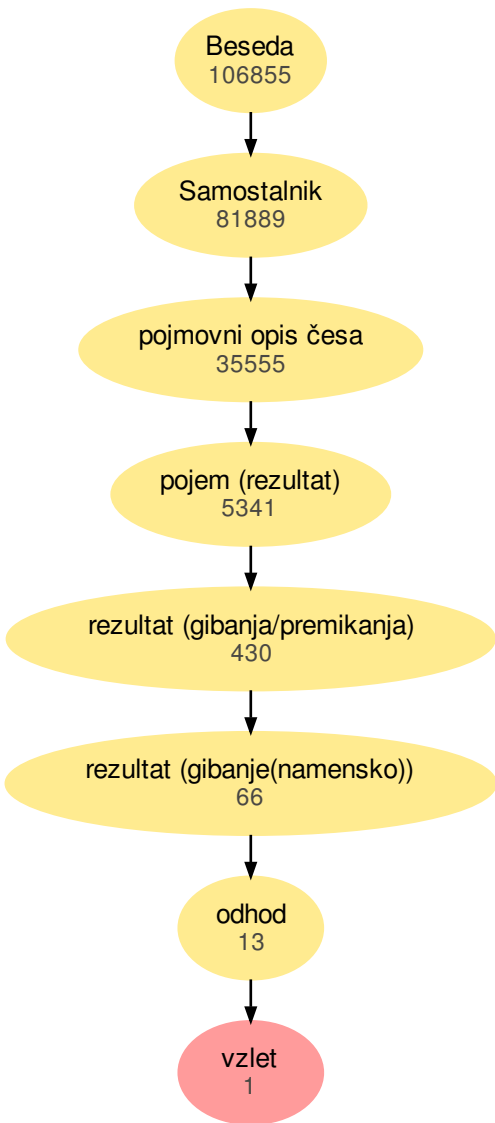 Beseda
106855
Samostalnik
81889
pojmovni opis česa
35555
pojem (rezultat)
5341
rezultat (gibanja/premikanja)
430
rezultat (gibanje(namensko))
66
odhod
13
vzlet
1